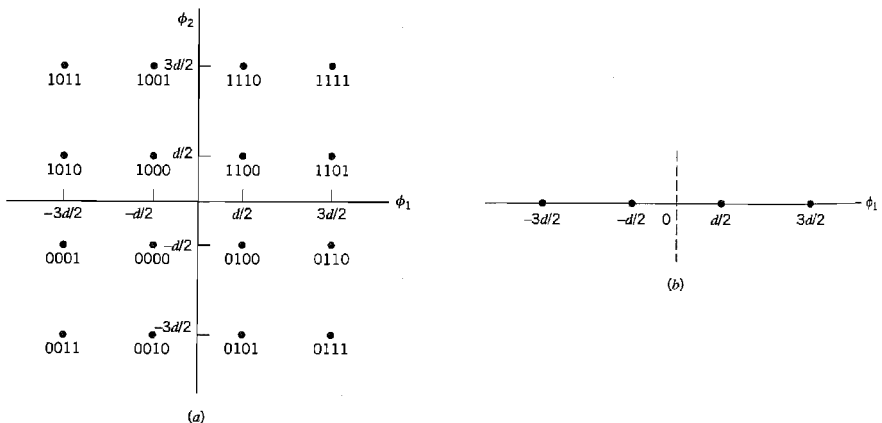 ϕ2
3d/2
1011 1001 1110 1111
d/2
1010 1000 1100 1101
-3d/2 -d/2 d/2 3d/2 ϕ1
-d/2
0001 0000 0100 0110
-3d/2
0011 0010 0101 0111
(a)
-3d/2 -d/2 0 d/2 3d/2 ϕ1
(b)